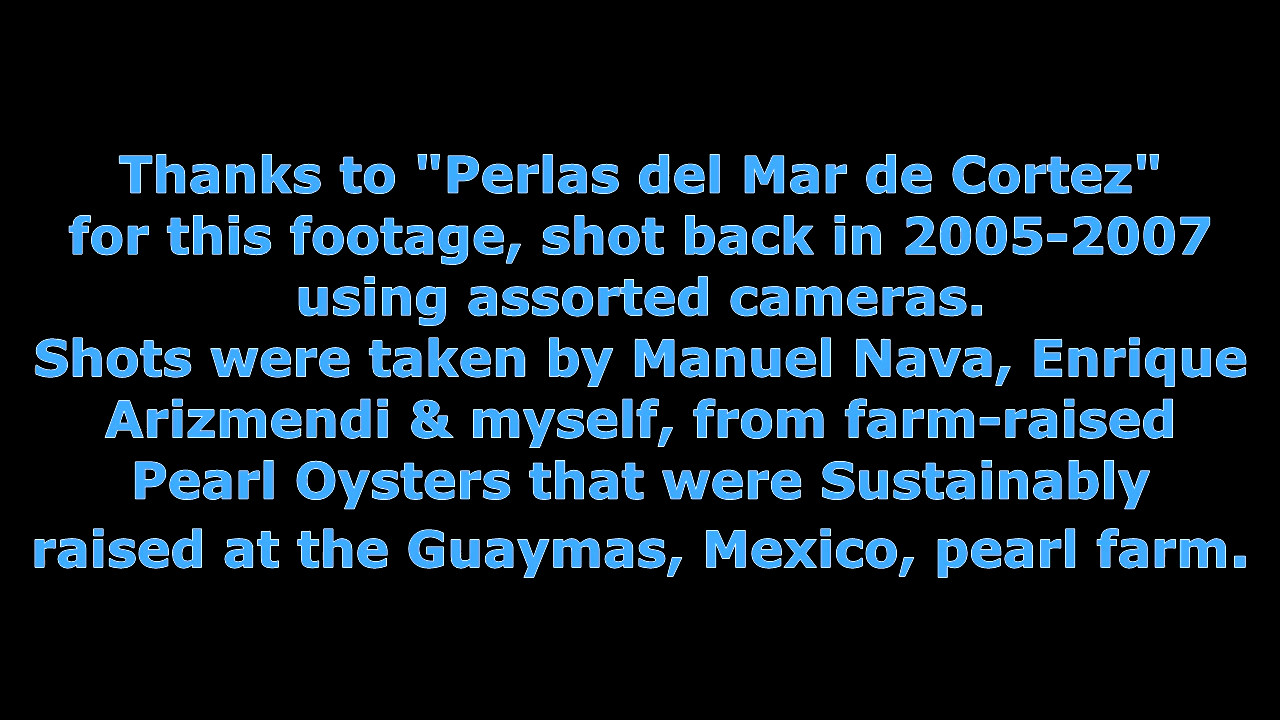 Thanks to "Perlas del Mar de Cortez"
for this footage, shot back in 2005-2007
using assorted cameras.
Shots were taken by Manuel Nava, Enrique
Arizmendi & myself, from farm-raised
Pearl Oysters that were Sustainably
raised at the Guaymas, Mexico, pearl farm.